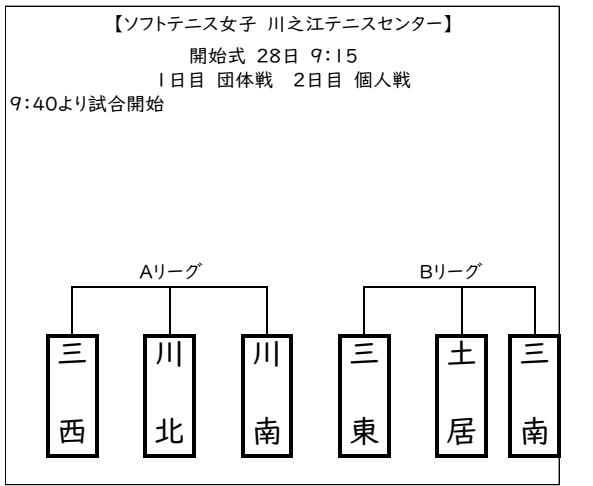 【ソフトテニス女子 川之江テニスセンター】
開始式 28日 9:15
1日目 団体戦 2日目 個人戦
9:40より試合開始
Aリーグ Bリーグ
三西 川北 川南 三東 土居 三南